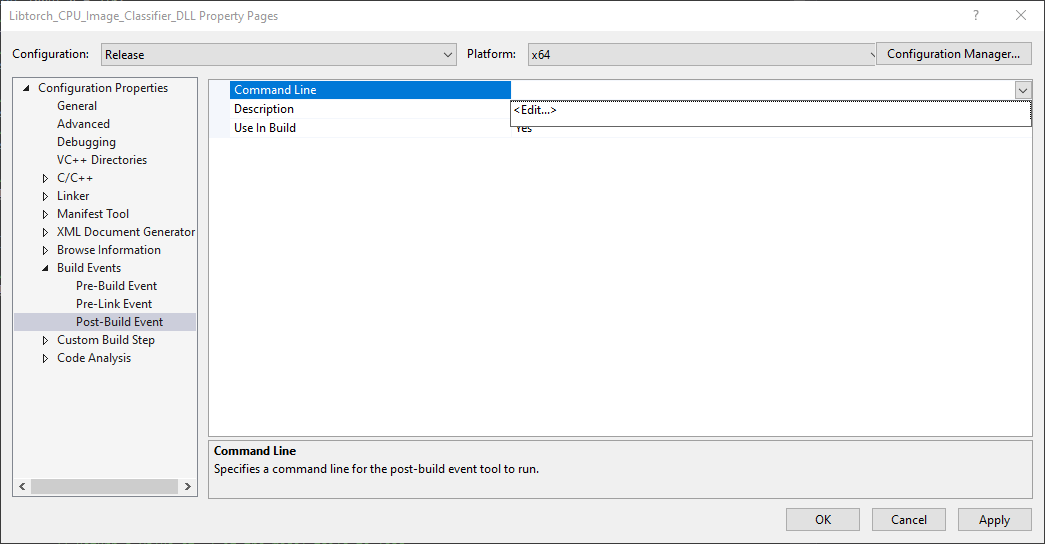 Libtorch_CPU_Image_Classifier_DLL Property Pages
Configuration: Release Platform: x64 Configuration Manager...
Configuration Properties
General
Advanced
Debugging
VC++ Directories
C/C++
Linker
Manifest Tool
XML Document Generator
Browse Information
Build Events
Pre-Build Event
Pre-Link Event
Post-Build Event
Custom Build Step
Code Analysis
Command Line
Description <Edit...>
Use In Build Yes
Command Line
Specifies a command line for the post-build event tool to run.
OK Cancel Apply